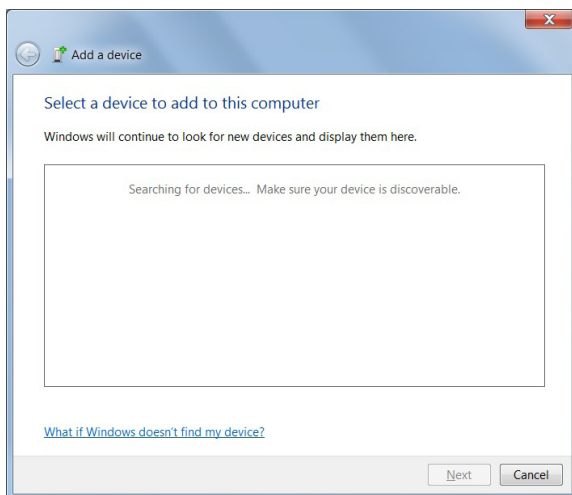 Add a device
Select a device to add to this computer
Windows will continue to look for new devices and display them here.
Searching for devices... Make sure your device is discoverable.
What if Windows doesn't find my device?
Next
Cancel